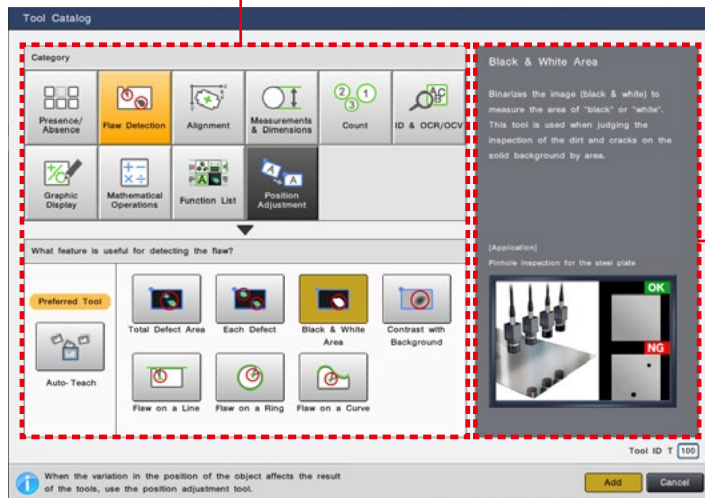 Tool Catalog
Category
Presence/
Absence
Flaw Detection
Alignment
Measurements
& Dimensions
Count
ID & OCR/OCV
Graphic
Display
Mathematical
Operations
Function List
Position
Adjustment
What feature is useful for detecting the flaw?
Preferred Tool
Auto-Teach
Total Defect Area
Each Defect
Black & White
Area
Contrast with
Background
Flaw on a Line
Flaw on a Ring
Flaw on a Curve
Black & White Area
Binarizes the image (black & white) to
measure the area of "black" or "white".
This tool is used when judging the
inspection of the dirt and cracks on the
solid background by area.
[Application]
Pinhole inspection for the steel plate
OK
NG
Tool ID T 100
When the variation in the position of the object affects the result
of the tools, use the position adjustment tool.
Add
Cancel